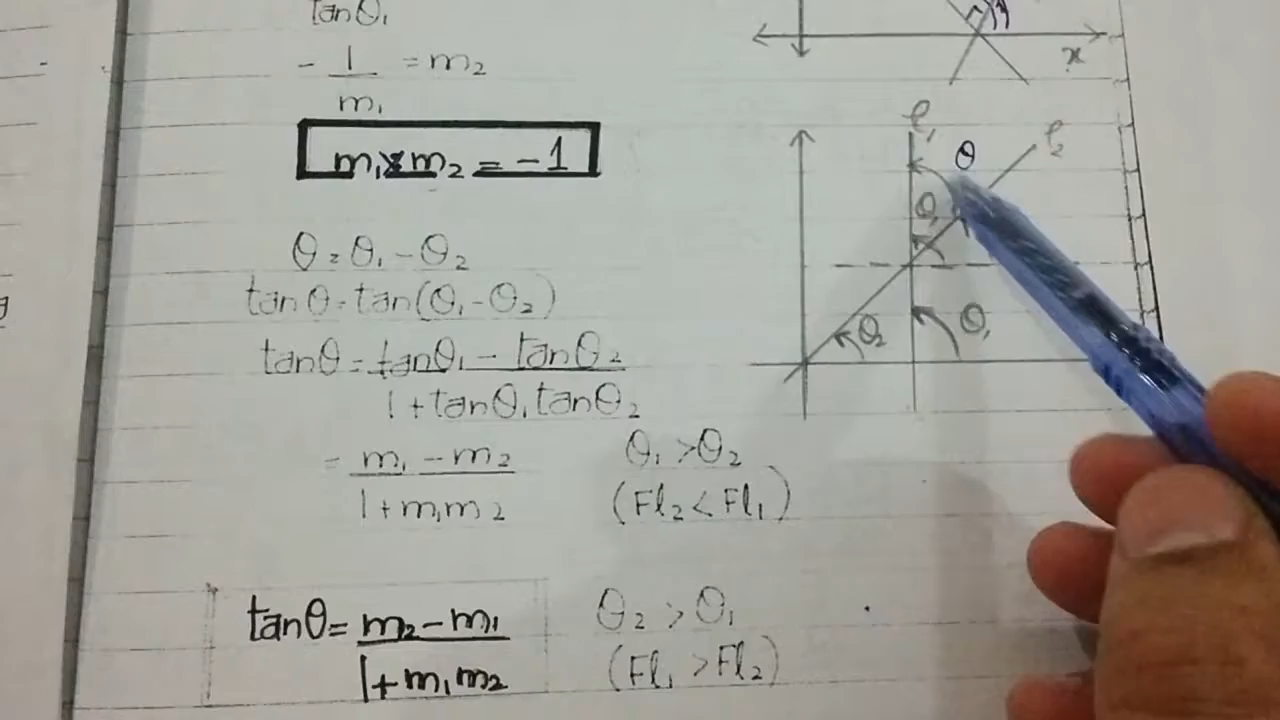 tanθ₁
- 1/m₁ = m₂
m₁ × m₂ = -1
x
l₁
θ
l₂
θ₁
θ₂
θ₁
θ = θ₁ - θ₂
tanθ = tan(θ₁ - θ₂)
tanθ = tanθ₁ - tanθ₂
1 + tanθ₁ tanθ₂
= m₁ - m₂
1 + m₁m₂
θ₁ > θ₂
(Fl₂ < Fl₁)
tanθ = m₂ - m₁
1 + m₁m₂
θ₂ > θ₁
(Fl₁ > Fl₂)